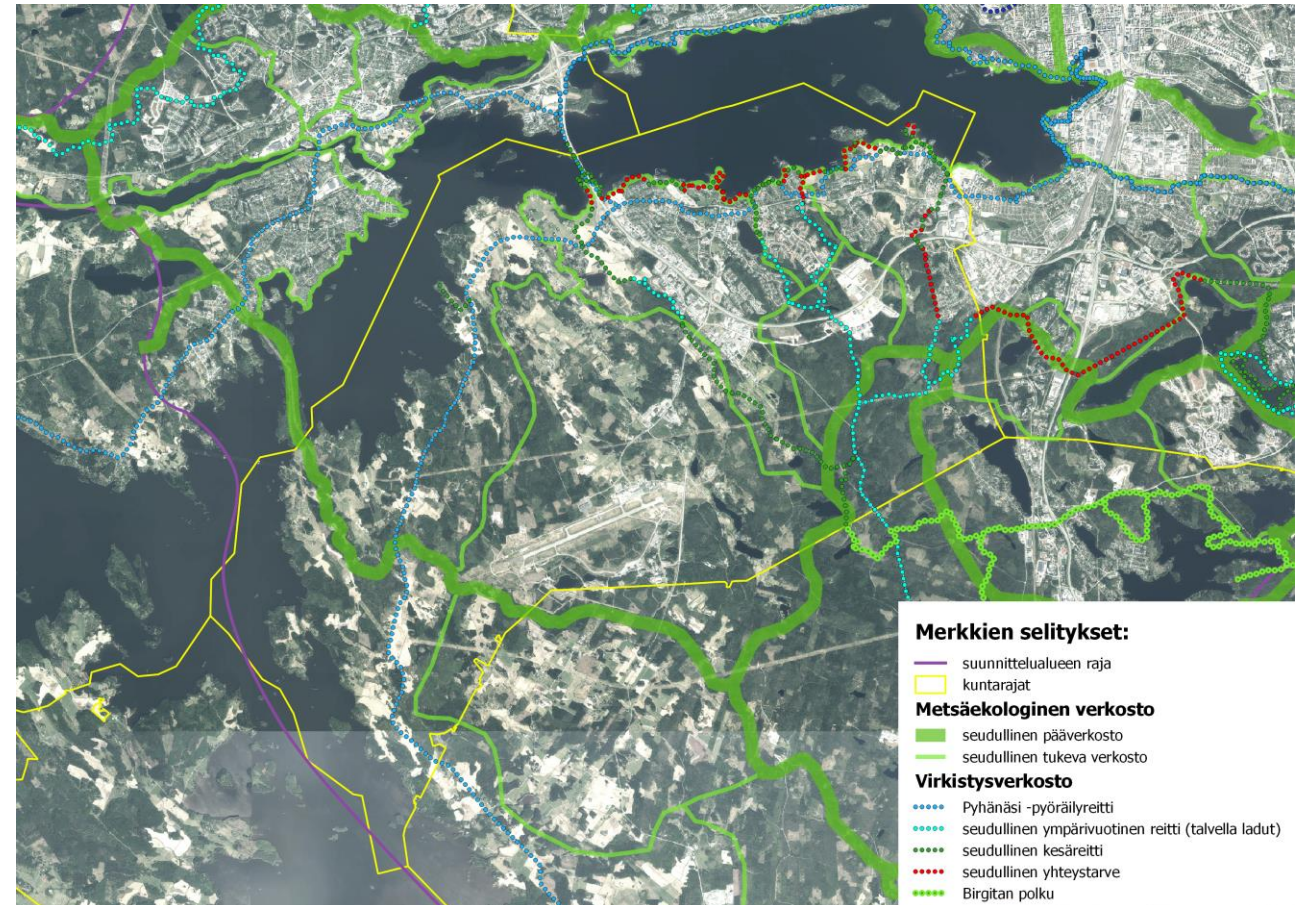 Merkkien selitykset:
suunnittelualueen raja
kuntarajat
Metsäekologinen verkosto
seudullinen pääverkosto
seudullinen tukeva verkosto
Virkistysverkosto
Pyhänäsi -pyöräilyreitti
seudullinen ympärivuotinen reitti (talvella ladut)
seudullinen kesäreitti
seudullinen yhteystarve
Birgitan polku